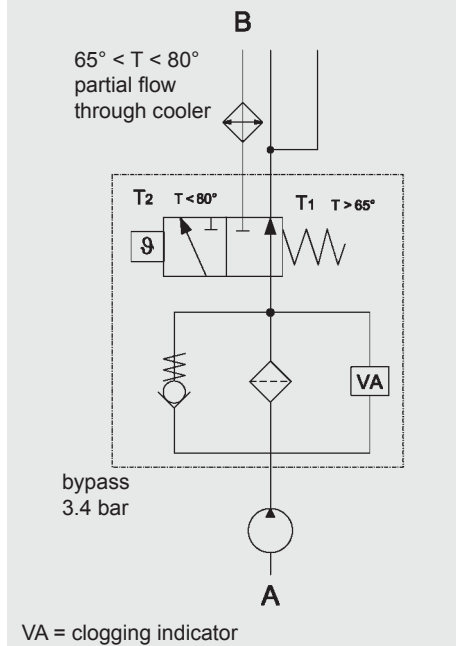 B
65° < T < 80°
partial flow
through cooler
T2 T<80°
T1 T>65°
ϑ
VA
bypass
3.4 bar
A
VA = clogging indicator